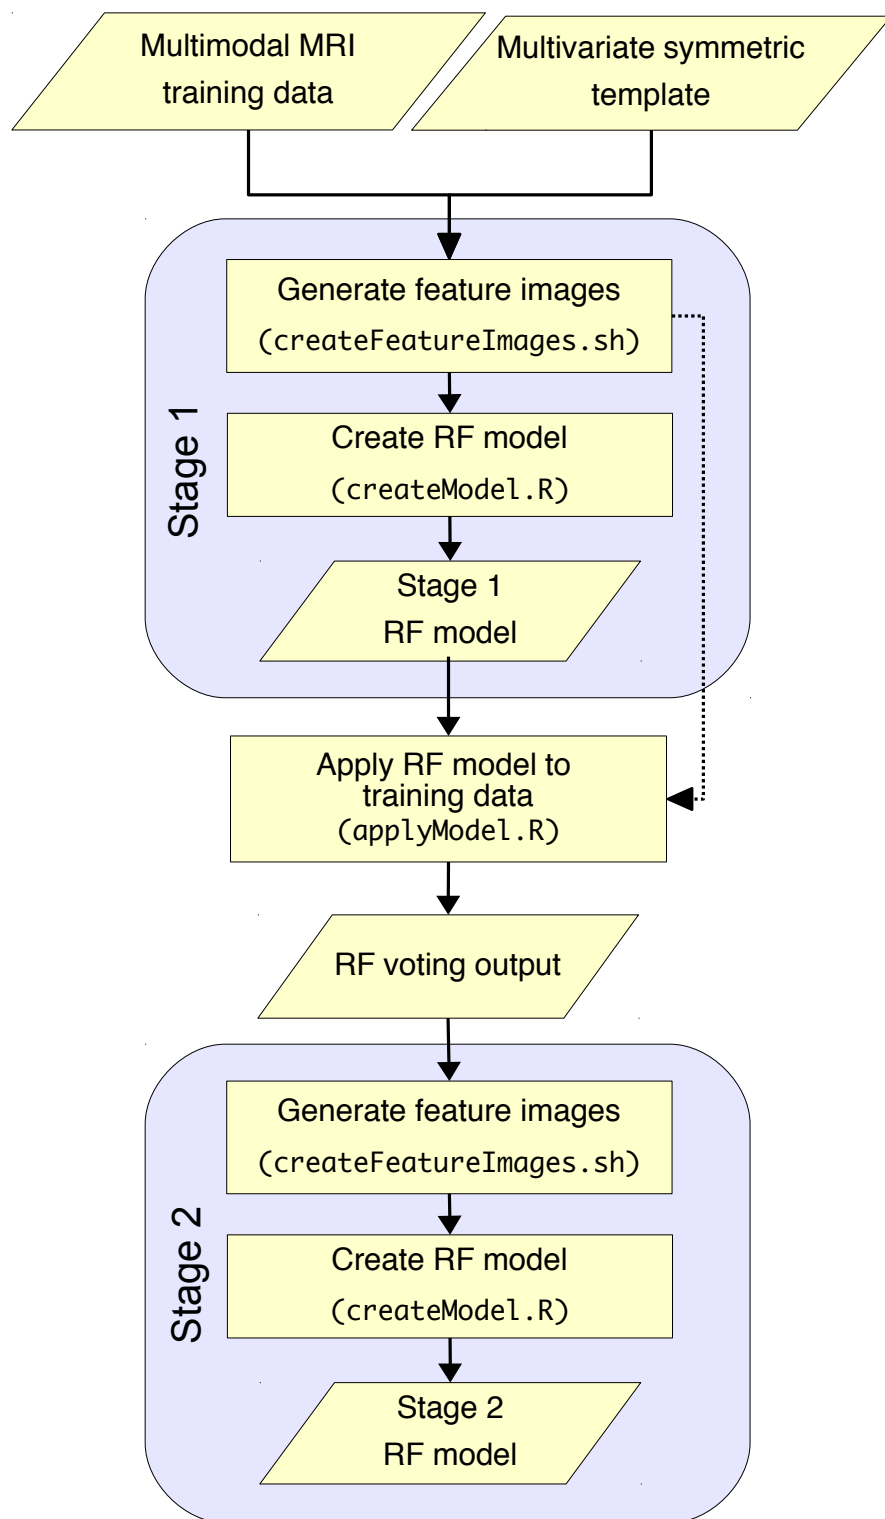 Multimodal MRI
training data
Multivariate symmetric
template
Stage 1
Generate feature images
(createFeatureImages.sh)
Create RF model
(createModel.R)
Stage 1
RF model
Apply RF model to
training data
(applyModel.R)
RF voting output
Stage 2
Generate feature images
(createFeatureImages.sh)
Create RF model
(createModel.R)
Stage 2
RF model